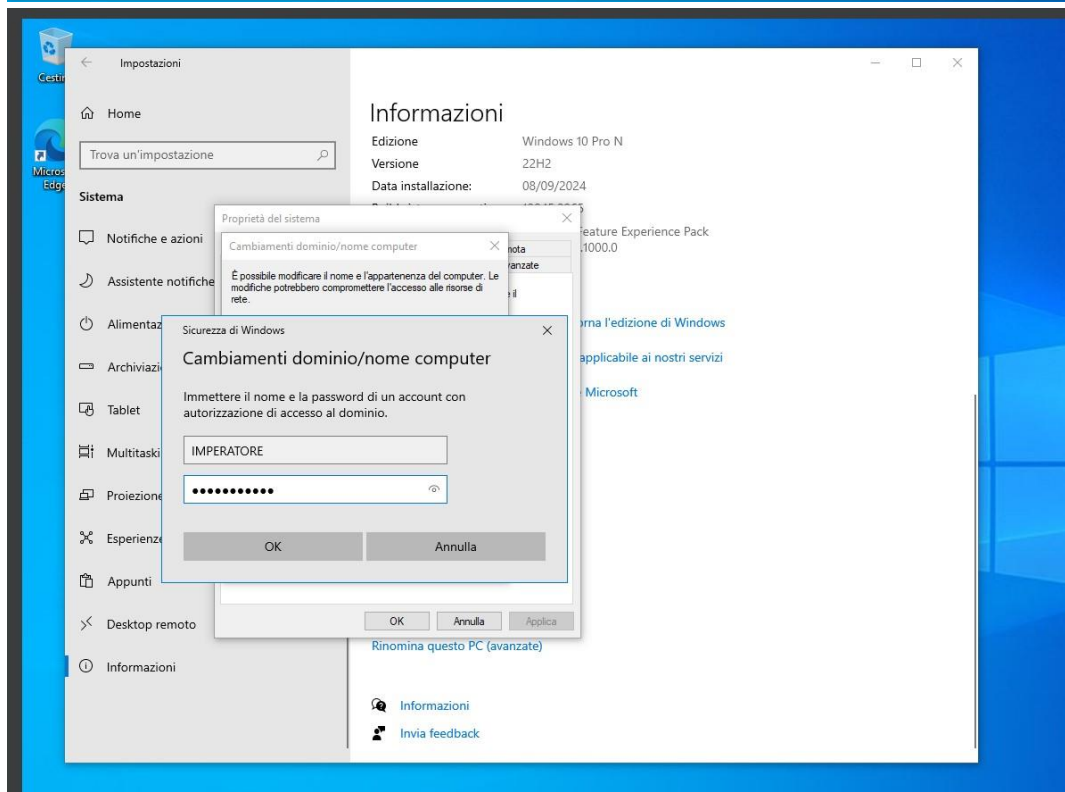 Cestin
Micros
Edge
Impostazioni
Home
Trova un'impostazione
Sistema
Notifiche e azioni
Assistente notifiche
Alimentaz
Archiviazi
Tablet
Multitaski
Proiezione
Esperienze
Appunti
Desktop remoto
Informazioni
Informazioni
Edizione Windows 10 Pro N
Versione 22H2
Data installazione: 08/09/2024
Feature Experience Pack
.1000.0
orna l'edizione di Windows
applicabile ai nostri servizi
Microsoft
Rinomina questo PC (avanzate)
Informazioni
Invia feedback
Proprietà del sistema
mota
vanzate
e il
OK Annulla Applica
Cambiamenti dominio/nome computer
È possibile modificare il nome e l'appartenenza del computer. Le
modifiche potrebbero compromettere l'accesso alle risorse di
rete.
Sicurezza di Windows
Cambiamenti dominio/nome computer
Immettere il nome e la password di un account con
autorizzazione di accesso al dominio.
IMPERATORE
●●●●●●●●●●●
OK Annulla